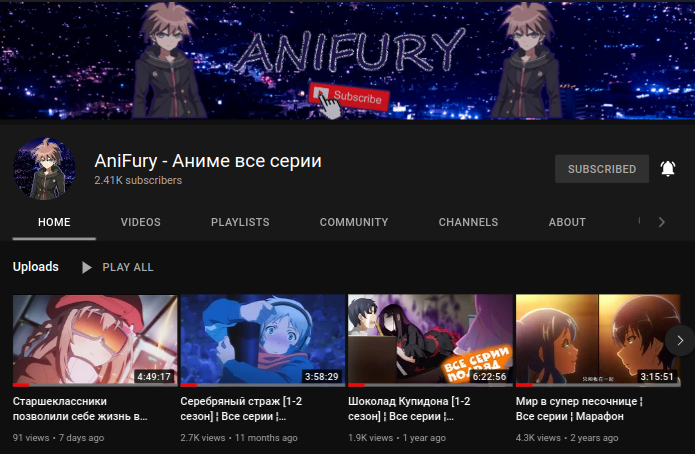 ANIFURY
Subscribe
AniFury - Аниме все серии
2.41K subscribers
SUBSCRIBED
HOME VIDEOS PLAYLISTS COMMUNITY CHANNELS ABOUT
Uploads PLAY ALL
ВСЕ СЕРИИ
ПОДРЯД
4:49:17
3:58:29
6:22:56
3:15:51
Старшеклассники
позволили себе жизнь в...
91 views • 7 days ago
Серебряный страж [1-2
сезон] ¦ Все серии ¦...
2.7K views • 11 months ago
Шоколад Купидона [1-2
сезон] ¦ Все серии ¦...
1.9K views • 1 year ago
Мир в супер песочнице ¦
Все серии ¦ Марафон
4.3K views • 2 years ago